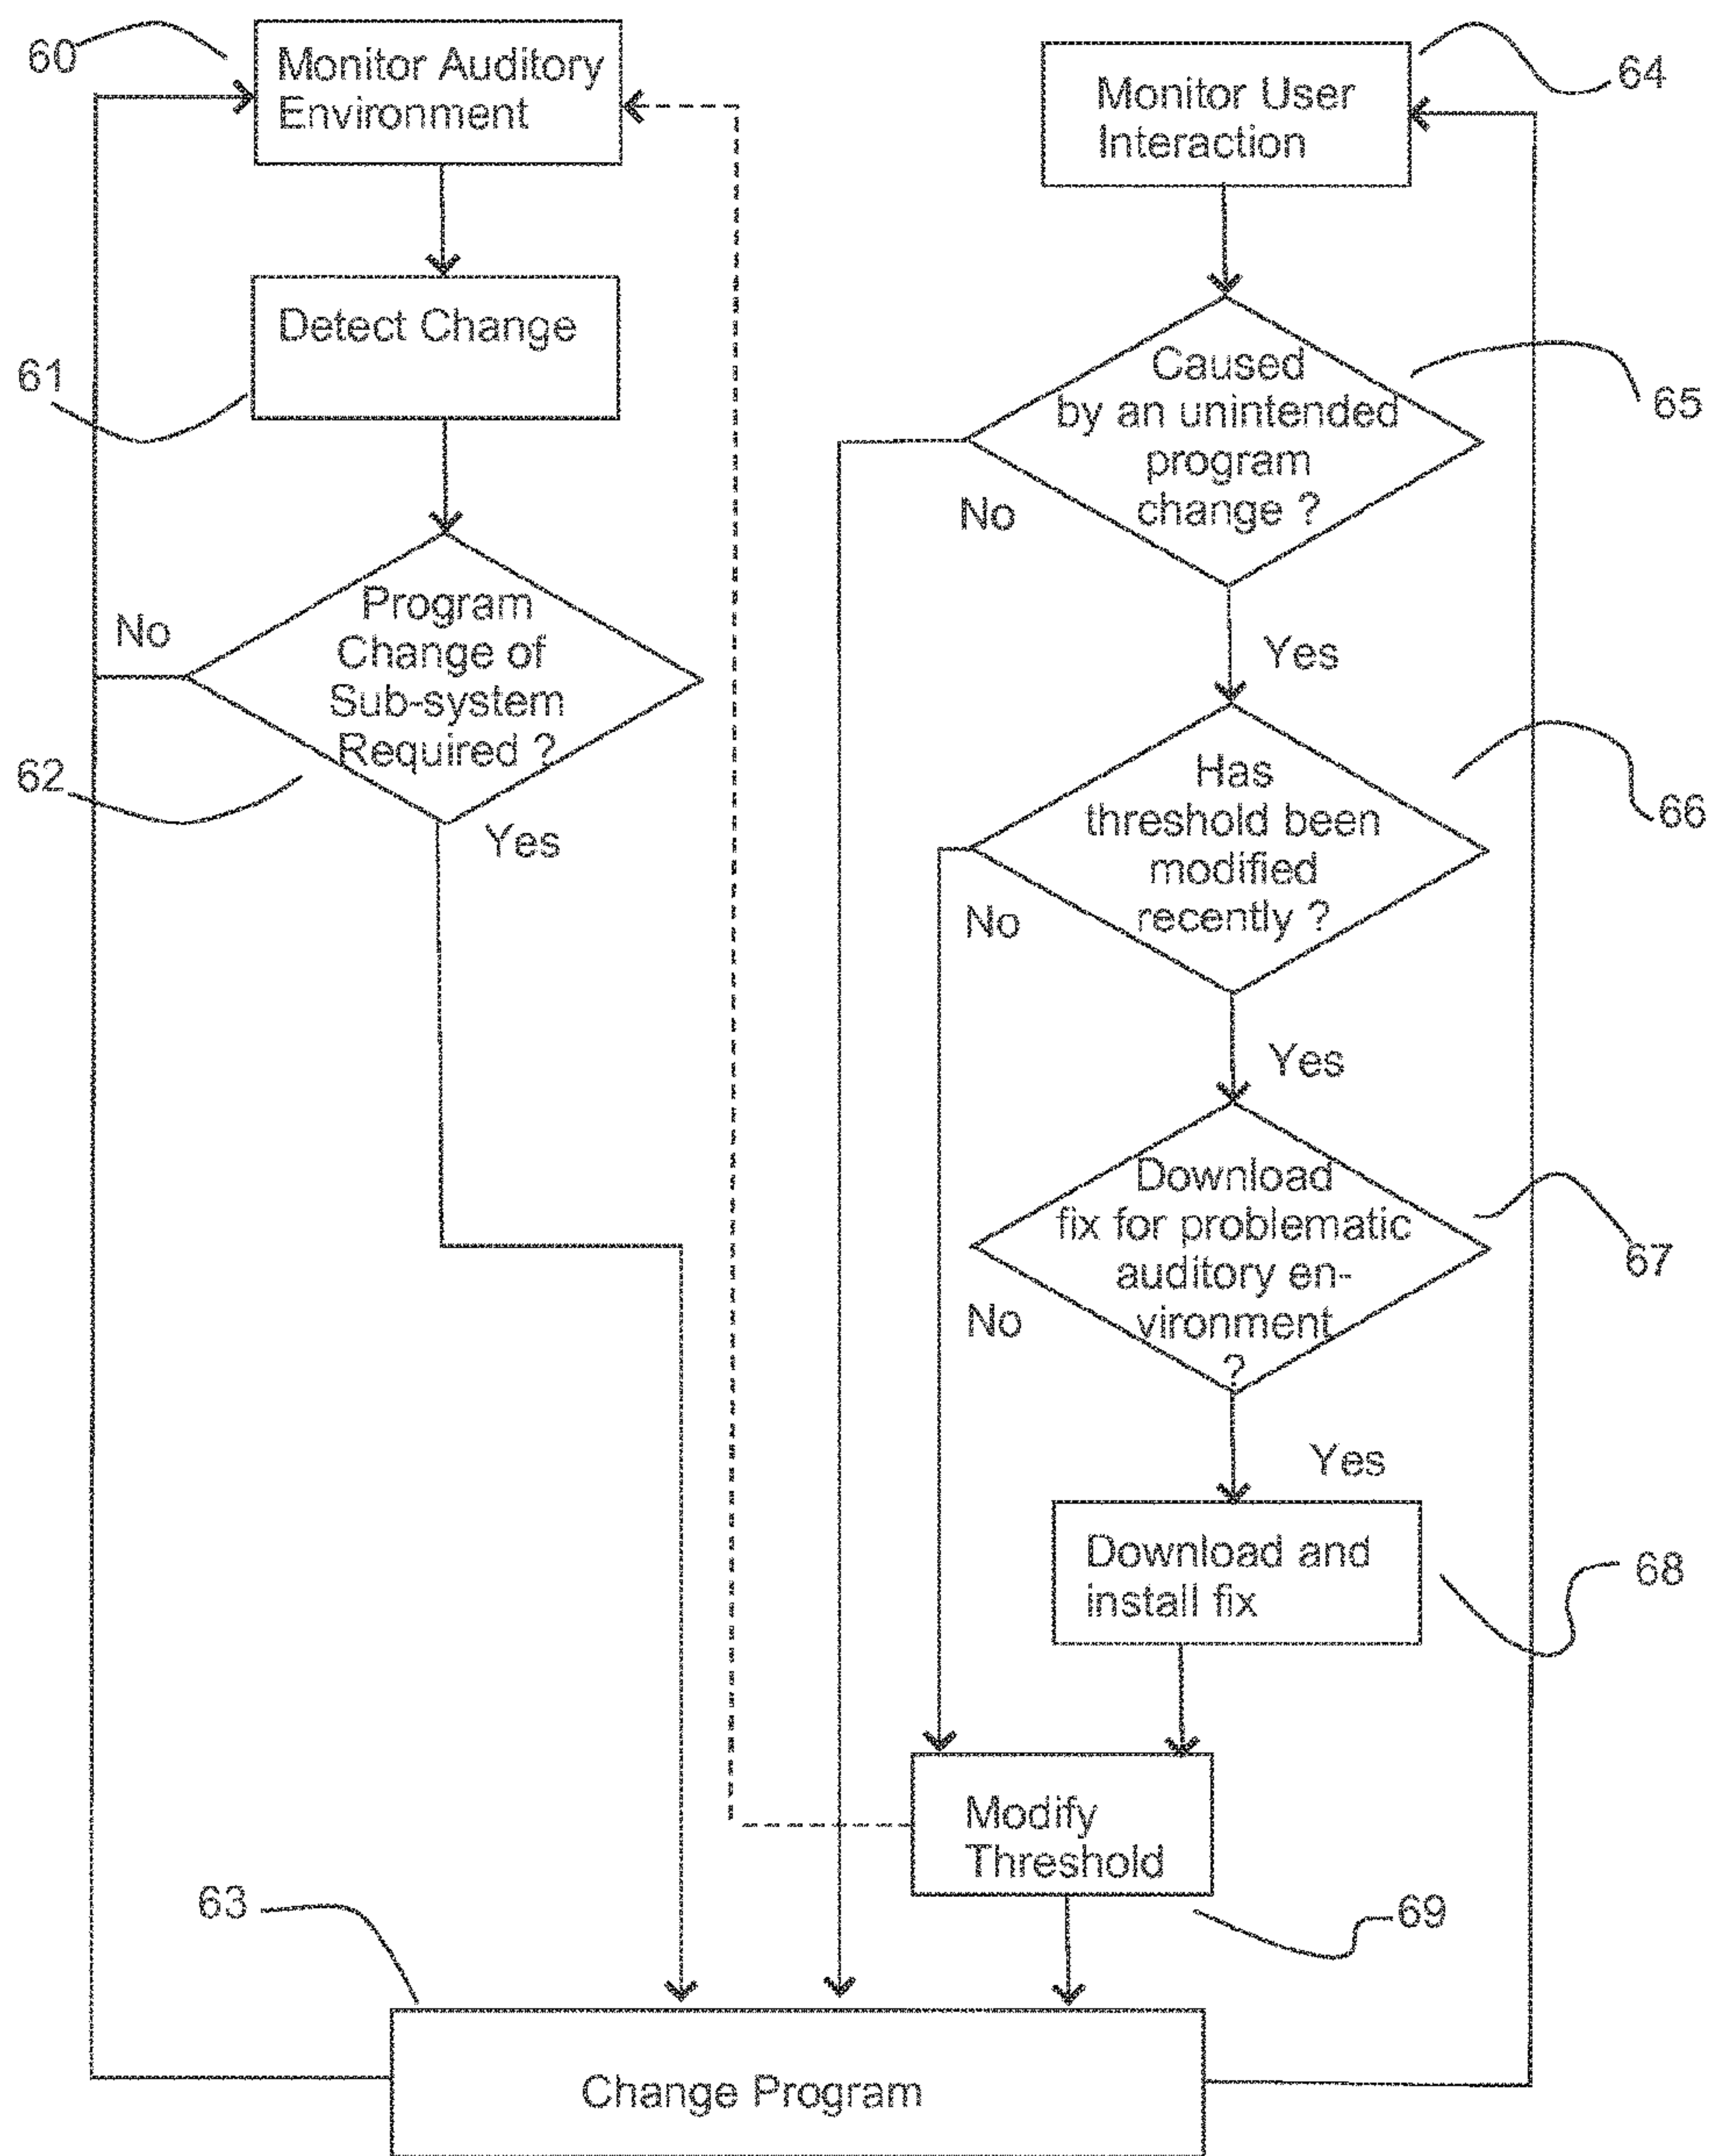 60
Monitor Auditory
Environment
61
Detect Change
No
Program
Change of
Sub-system
Required ?
62
Yes
63
Change Program
64
Monitor User
Interaction
65
Caused
by an unintended
program
change ?
No
Yes
66
Has
threshold been
modified
recently ?
No
Yes
67
Download
fix for problematic
auditory en-
vironment
?
No
Yes
68
Download and
install fix
Modify
Threshold
69